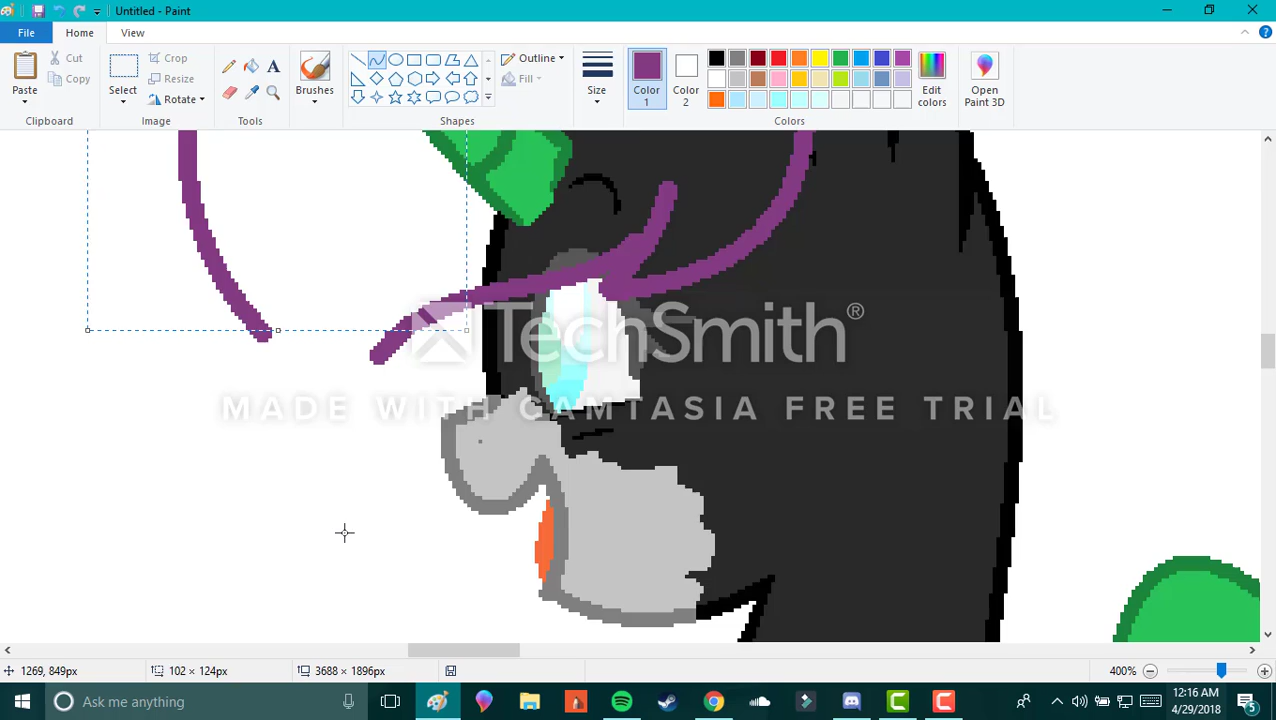 Untitled - Paint
File
Home
View
Paste
Cut
Copy
Clipboard
Select
Crop
Resize
Rotate
Image
Tools
Brushes
Shapes
Outline
Fill
Size
Color 1
Color 2
Edit colors
Colors
Open Paint 3D
TechSmith®
MADE WITH CAMTASIA FREE TRIAL
1269, 849px
102 × 124px
3688 × 1896px
400%
Ask me anything
12:16 AM
4/29/2018
5